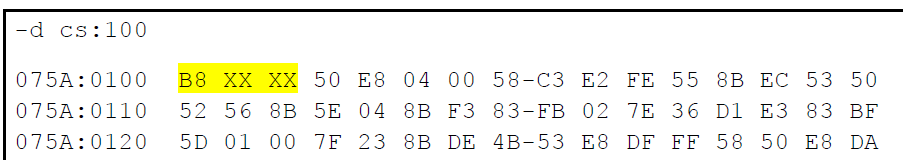 -d cs:100
075A:0100 B8 XX XX 50 E8 04 00 58-C3 E2 FE 55 8B EC 53 50
075A:0110 52 56 8B 5E 04 8B F3 83-FB 02 7E 36 D1 E3 83 BF
075A:0120 5D 01 00 7F 23 8B DE 4B-53 E8 DF FF 58 50 E8 DA